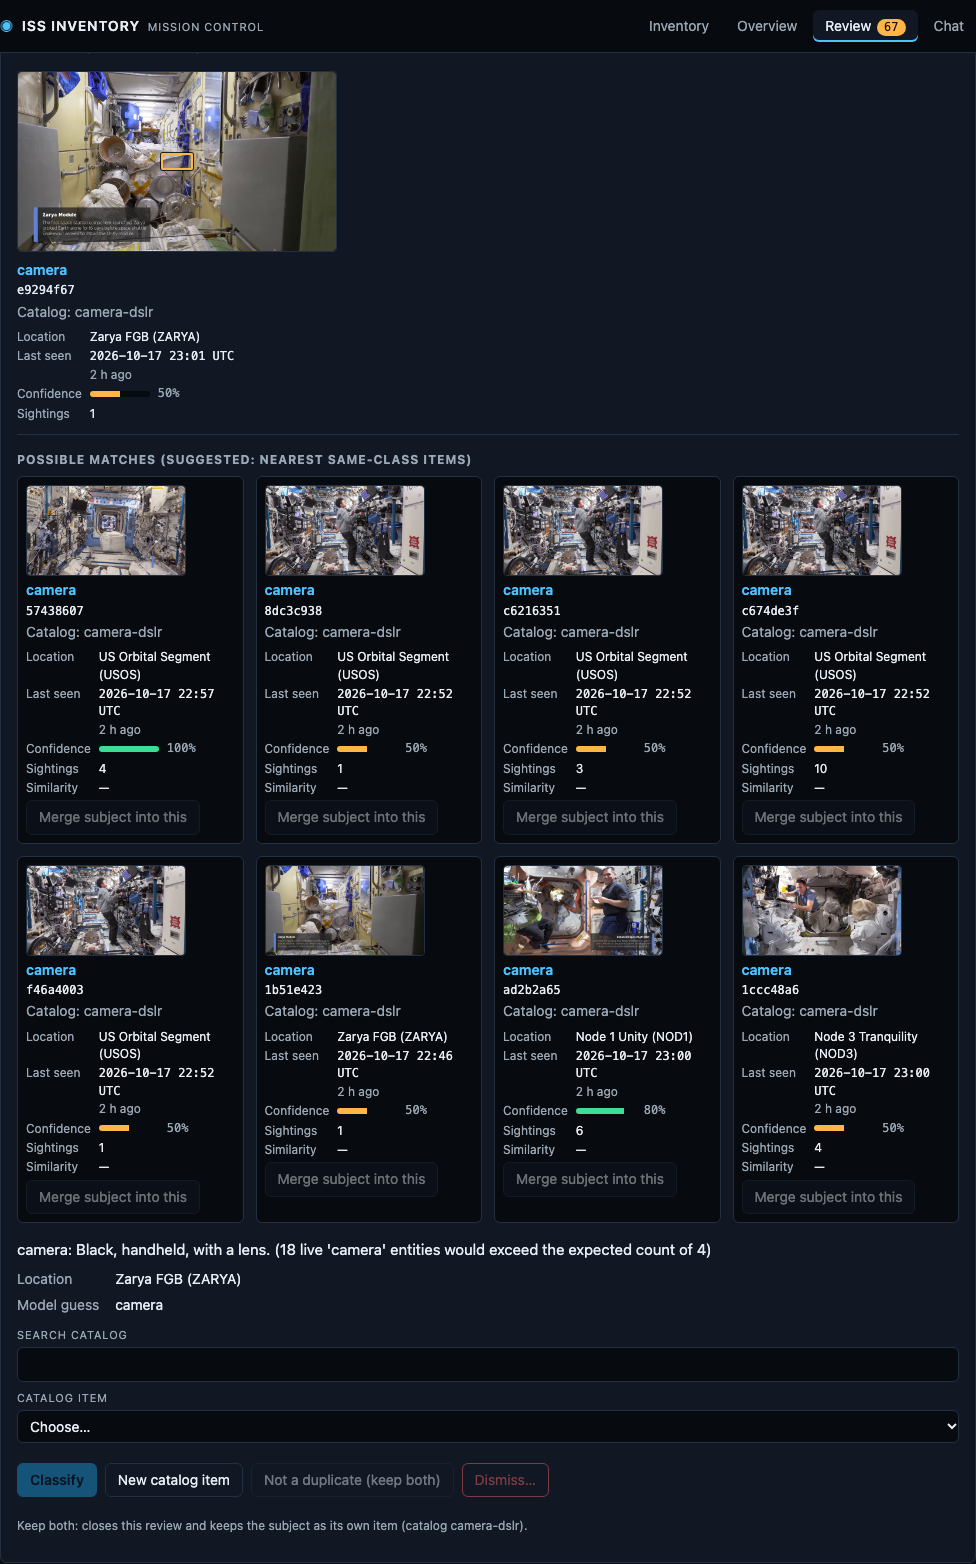 ISS INVENTORY MISSION CONTROL
Inventory Overview Review 67 Chat
Zarya Module
camera
e9294f67
Catalog: camera-dslr
Location Zarya FGB (ZARYA)
Last seen 2026-10-17 23:01 UTC
2 h ago
Confidence 50%
Sightings 1
POSSIBLE MATCHES (SUGGESTED: NEAREST SAME-CLASS ITEMS)
camera
57438607
Catalog: camera-dslr
Location US Orbital Segment
(USOS)
Last seen 2026-10-17 22:57
UTC
2 h ago
Confidence 100%
Sightings 4
Similarity —
Merge subject into this
camera
8dc3c938
Catalog: camera-dslr
Location US Orbital Segment
(USOS)
Last seen 2026-10-17 22:52
UTC
2 h ago
Confidence 50%
Sightings 1
Similarity —
Merge subject into this
camera
c6216351
Catalog: camera-dslr
Location US Orbital Segment
(USOS)
Last seen 2026-10-17 22:52
UTC
2 h ago
Confidence 50%
Sightings 3
Similarity —
Merge subject into this
camera
c674de3f
Catalog: camera-dslr
Location US Orbital Segment
(USOS)
Last seen 2026-10-17 22:52
UTC
2 h ago
Confidence 50%
Sightings 10
Similarity —
Merge subject into this
camera
f46a4003
Catalog: camera-dslr
Location US Orbital Segment
(USOS)
Last seen 2026-10-17 22:52
UTC
2 h ago
Confidence 50%
Sightings 1
Similarity —
Merge subject into this
camera
1b51e423
Catalog: camera-dslr
Location Zarya FGB (ZARYA)
Last seen 2026-10-17 22:46
UTC
2 h ago
Confidence 50%
Sightings 1
Similarity —
Merge subject into this
camera
ad2b2a65
Catalog: camera-dslr
Location Node 1 Unity (NOD1)
Last seen 2026-10-17 23:00
UTC
2 h ago
Confidence 80%
Sightings 6
Similarity —
Merge subject into this
camera
1ccc48a6
Catalog: camera-dslr
Location Node 3 Tranquility
(NOD3)
Last seen 2026-10-17 23:00
UTC
2 h ago
Confidence 50%
Sightings 4
Similarity —
Merge subject into this
camera: Black, handheld, with a lens. (18 live 'camera' entities would exceed the expected count of 4)
Location Zarya FGB (ZARYA)
Model guess camera
SEARCH CATALOG
CATALOG ITEM
Choose...
Classify New catalog item Not a duplicate (keep both) Dismiss...
Keep both: closes this review and keeps the subject as its own item (catalog camera-dslr).